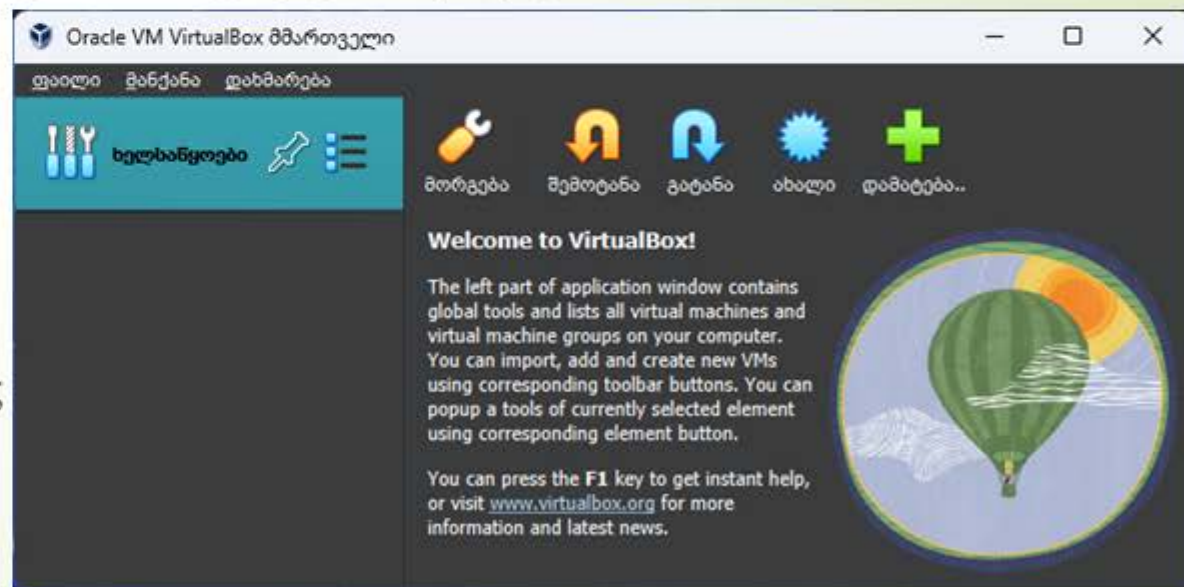 Oracle VM VirtualBox მმართველი
ფაილი მანქანა დახმარება
ხელსაწყოები
მორგება შემოტანა გატანა ახალი დამატება..
Welcome to VirtualBox!
The left part of application window contains
global tools and lists all virtual machines and
virtual machine groups on your computer.
You can import, add and create new VMs
using corresponding toolbar buttons. You can
popup a tools of currently selected element
using corresponding element button.
You can press the F1 key to get instant help,
or visit www.virtualbox.org for more
information and latest news.